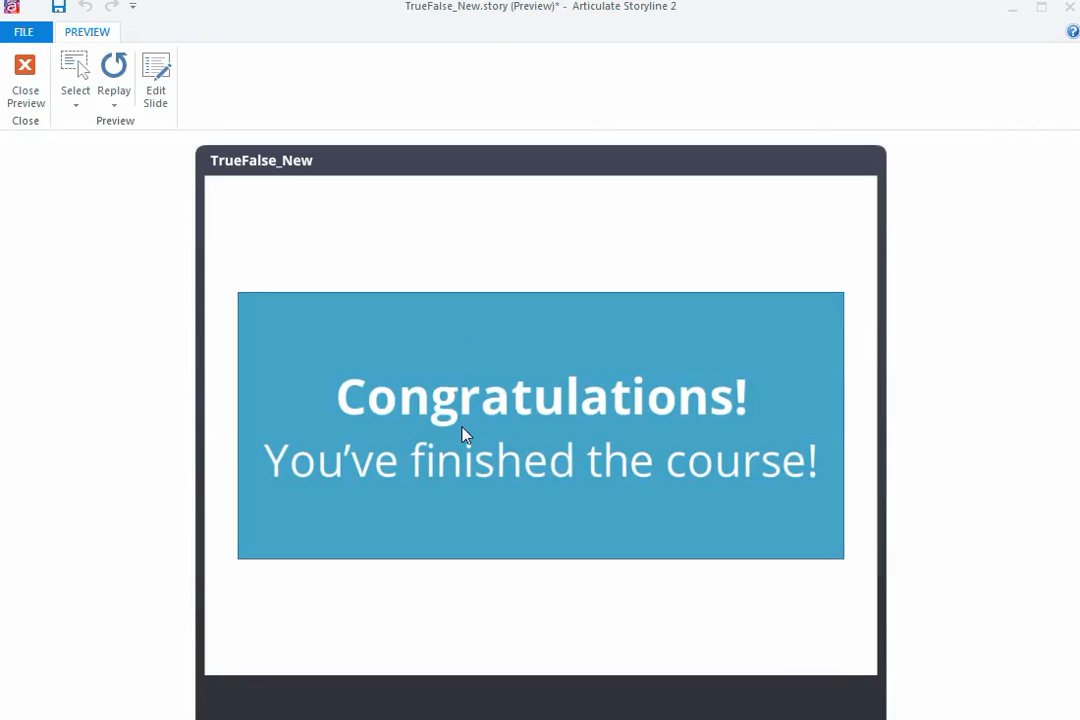 TrueFalse_New.story (Preview)* - Articulate Storyline 2
FILE
PREVIEW
Close
Preview
Select
Replay
Edit
Slide
Close
Preview
TrueFalse_New
Congratulations!
You've finished the course!